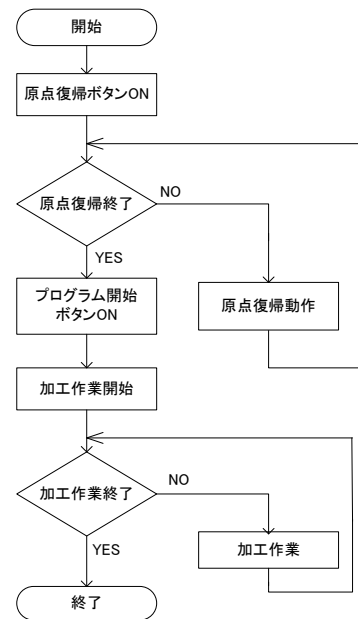 開始
原点復帰ボタンON
原点復帰終了
NO
YES
プログラム開始
ボタンON
原点復帰動作
加工作業開始
加工作業終了
NO
YES
加工作業
終了